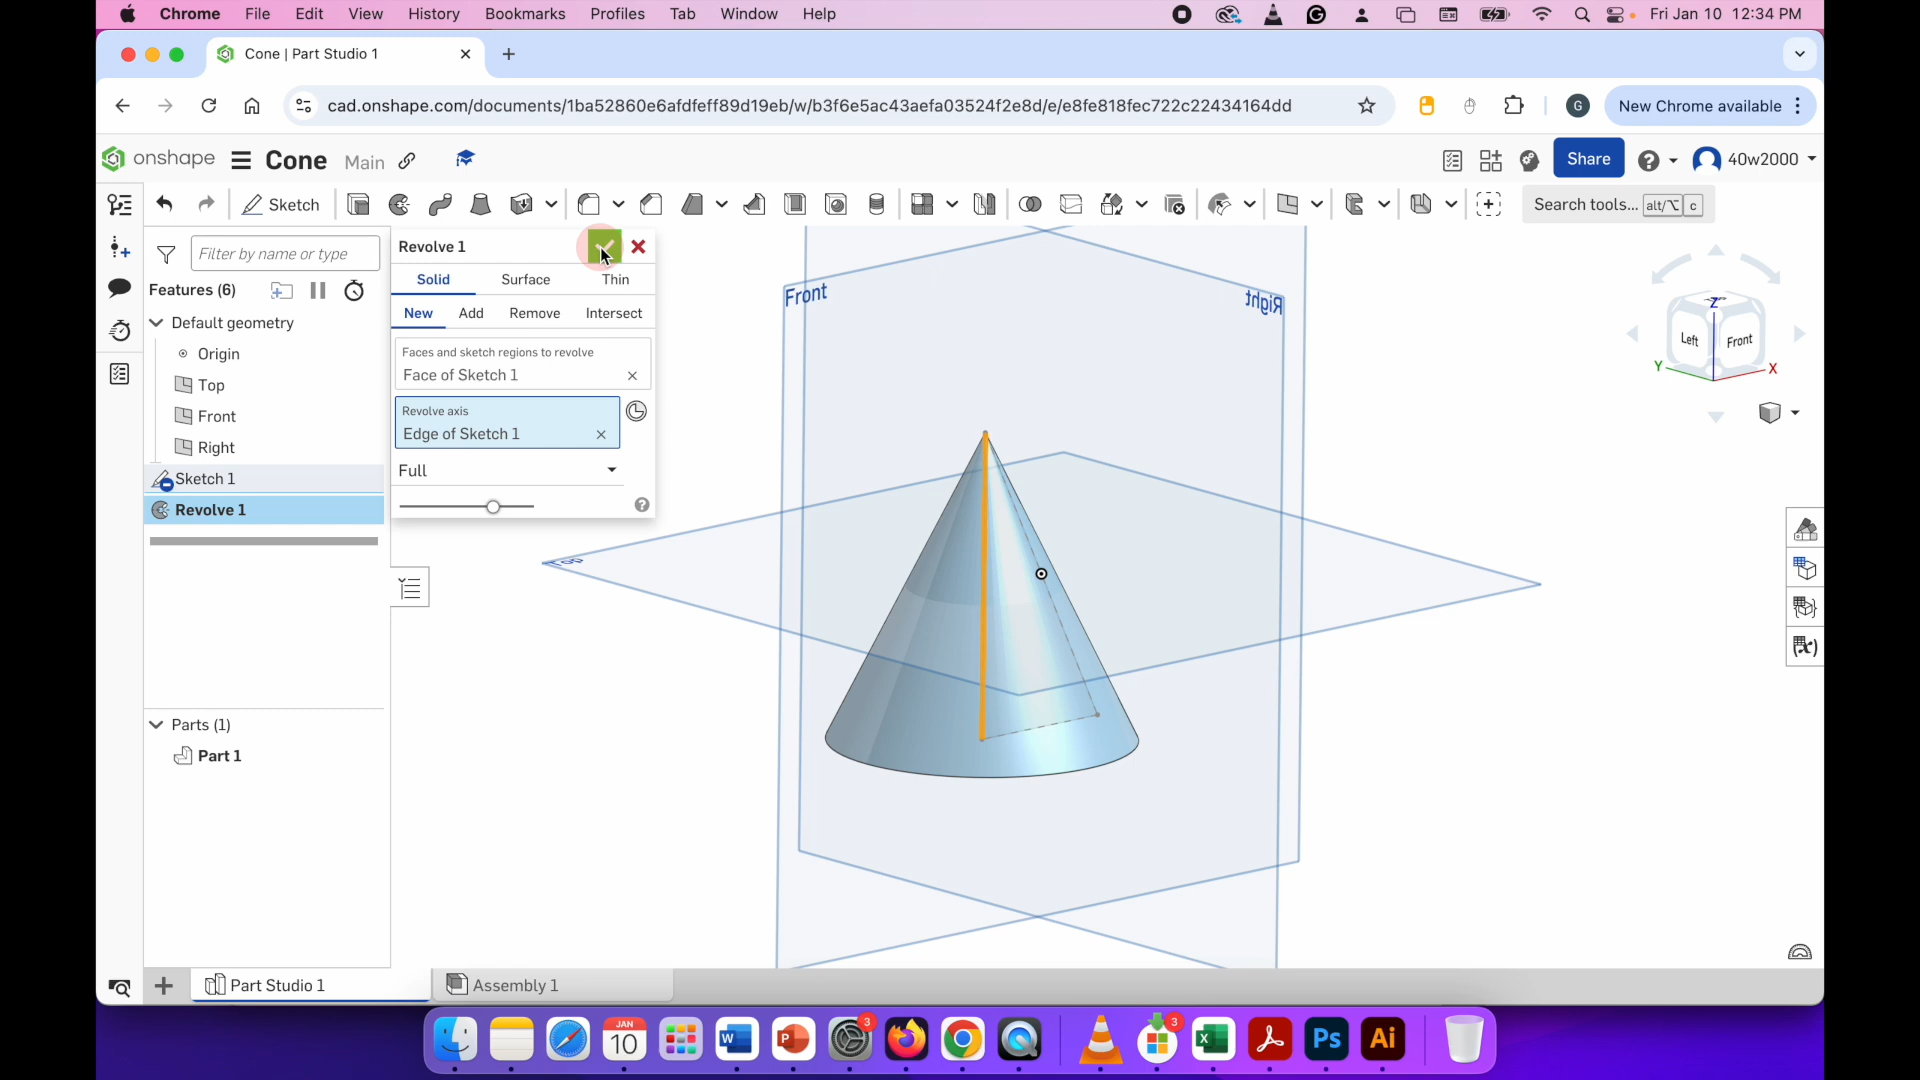 Chrome File Edit View History Bookmarks Profiles Tab Window Help Fri Jan 10 12:34 PM
Cone | Part Studio 1
cad.onshape.com/documents/1ba52860e6afdfeff89d19eb/w/b3f6e5ac43aefa03524f2e8d/e/e8fe818fec722c22434164dd G New Chrome available
onshape Cone Main Share 40w2000
Sketch Search tools... alt/⌥ c
Filter by name or type
Features (6)
Default geometry
Origin
Top
Front
Right
Sketch 1
Revolve 1
Parts (1)
Part 1
Revolve 1
Solid Surface Thin
New Add Remove Intersect
Faces and sketch regions to revolve
Face of Sketch 1
Revolve axis
Edge of Sketch 1
Full
Front
Right
Top
Z
Left Front
Y X
Part Studio 1 Assembly 1
JAN
10
W
P
3
3
X
Ps
Ai